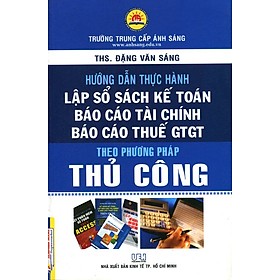 TRƯỜNG TRUNG CẤP ÁNH SÁNG
www.anhsang.edu.vn
THS. ĐẶNG VĂN SÁNG
HƯỚNG DẪN THỰC HÀNH
LẬP SỔ SÁCH KẾ TOÁN
BÁO CÁO TÀI CHÍNH
BÁO CÁO THUẾ GTGT
THEO PHƯƠNG PHÁP
THỦ CÔNG
ACCESS
NHÀ XUẤT BẢN KINH TẾ TP. HỒ CHÍ MINH